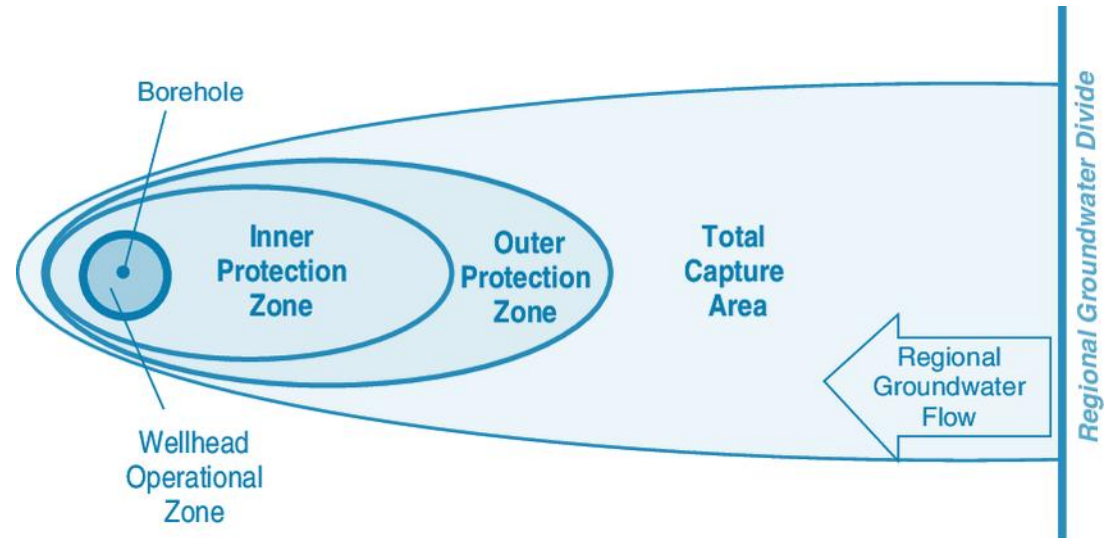 Borehole
Inner
Protection
Zone
Outer
Protection
Zone
Total
Capture
Area
Regional
Groundwater
Flow
Regional Groundwater Divide
Wellhead
Operational
Zone